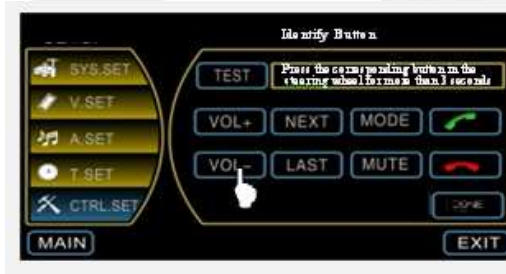 Identify Button
SYS.SET
TEST
Press the corresponding button in the
steering wheel for more than 3 seconds
V.SET
VOL+ NEXT MODE
A.SET
VOL- LAST MUTE
T.SET
CTRL.SET
DONE
MAIN
EXIT